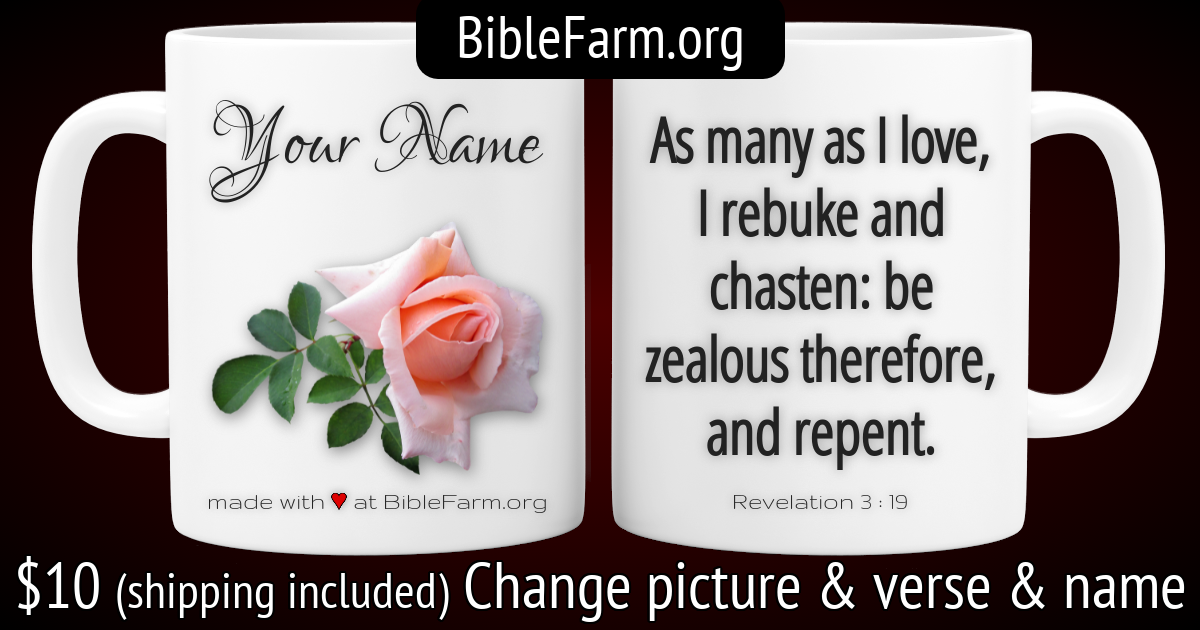 BibleFarm.org
Your Name
made with ♥ at BibleFarm.org
As many as I love,
I rebuke and
chasten: be
zealous therefore,
and repent.
Revelation 3 : 19
$10 (shipping included) Change picture & verse & name